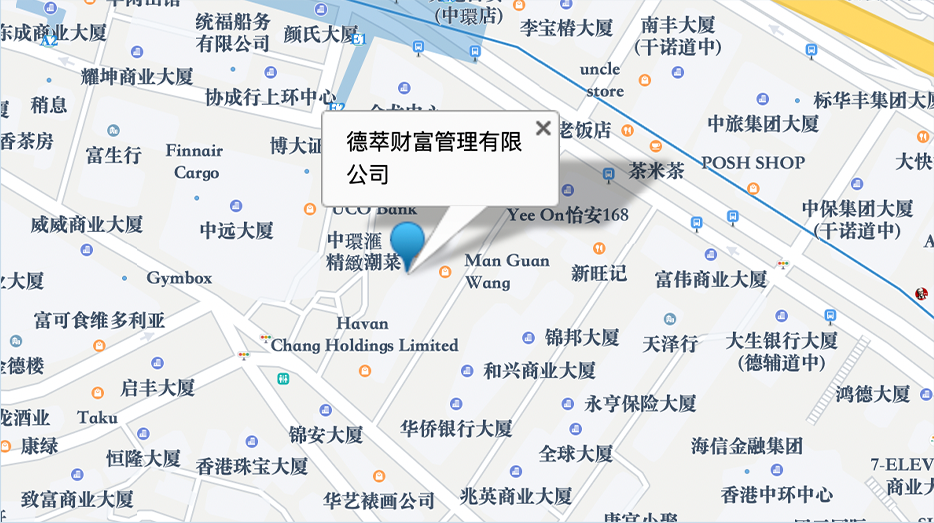 (中環店)
李宝椿大厦
南丰大厦
(干诺道中)
统福船务
有限公司
颜氏大厦
E1
东成商业大厦
A2
耀坤商业大厦
uncle
store
协成行上环中心
稍息
标华丰集团大厦
中旅集团大厦
香茶房
富生行
Finnair
Cargo
德萃财富管理有限
公司
老饭店
茶米茶
POSH SHOP
UCO Bank
Yee On怡安168
中保集团大厦
(干诺道中)
威威商业大厦
中远大厦
中環滙
精緻潮菜
Man Guan
Wang
新旺记
富伟商业大厦
Gymbox
富可食维多利亚
Havan
Chang Holdings Limited
锦邦大厦
天泽行
大生银行大厦
(德辅道中)
启丰大厦
和兴商业大厦
鸿德大厦
龙酒业
Taku
康绿
锦安大厦
华侨银行大厦
永亨保险大厦
恒隆大厦
香港珠宝大厦
全球大厦
海信金融集团
7-ELEV
致富商业大厦
华艺裱画公司
兆英商业大厦
香港中环中心